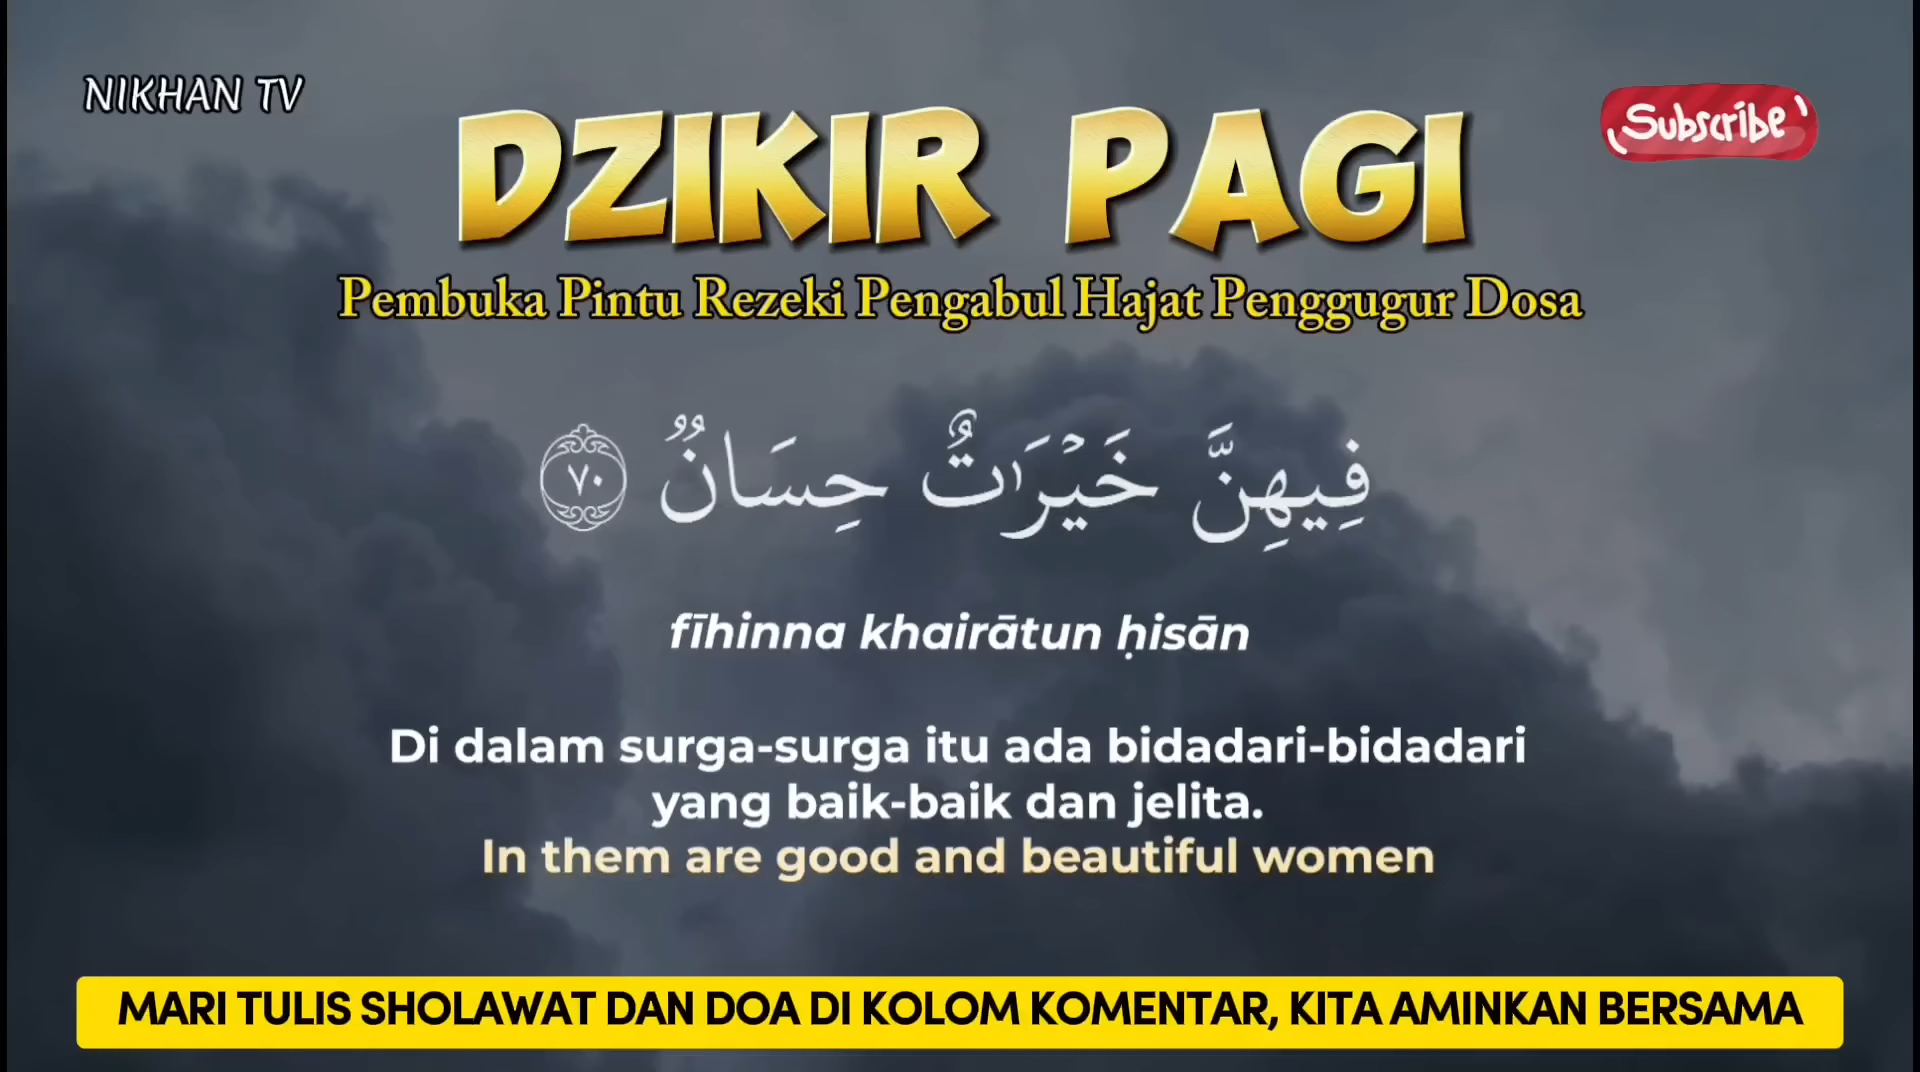 NIKHAN TV
Subscribe
DZIKIR PAGI
Pembuka Pintu Rezeki Pengabul Hajat Penggugur Dosa
فِيهِنَّ خَيْرَٰتٌ حِسَانٌ ٧٠
fīhinna khairātun ḥisān
Di dalam surga-surga itu ada bidadari-bidadari
yang baik-baik dan jelita.
In them are good and beautiful women
MARI TULIS SHOLAWAT DAN DOA DI KOLOM KOMENTAR, KITA AMINKAN BERSAMA